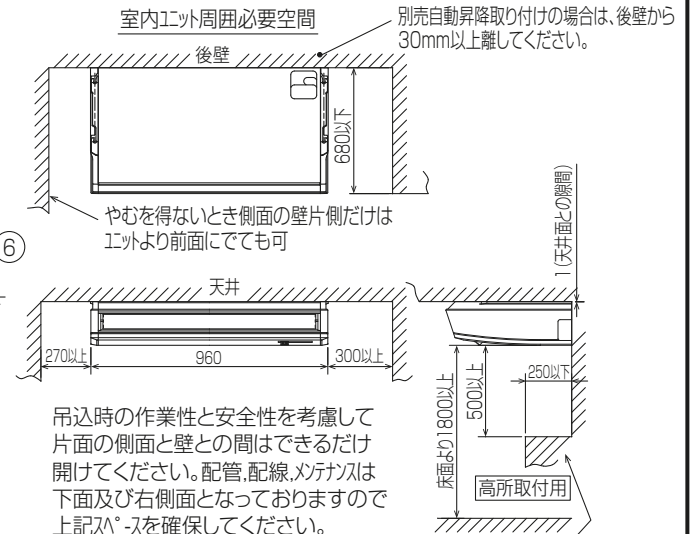 室内ユニット周囲必要空間
別売自動昇降取り付けの場合は、後壁から
30mm以上離してください。
後壁
680以下
やむを得ないとき側面の壁片側だけは
ユニットより前面にでても可
6
1(天井面との隙間)
天井
270以上
960
300以上
床面より1800以上
500以上
250以下
高所取付用
吊込時の作業性と安全性を考慮して
片面の側面と壁との間はできるだけ
開けてください。配管,配線,メンテナンスは
下面及び右側面となっておりますので
上記スペースを確保してください。